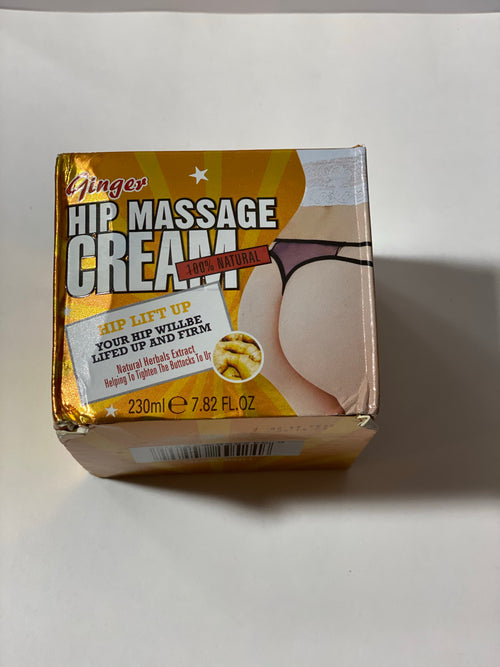 Ginger
HIP MASSAGE
CREAM
100% NATURAL
HIP LIFT UP
YOUR HIP WILLBE
LIFED UP AND FIRM
Natural Herbals Extract
Helping To Tighten The Buttocks To Up
230ml e 7.82 FL.OZ